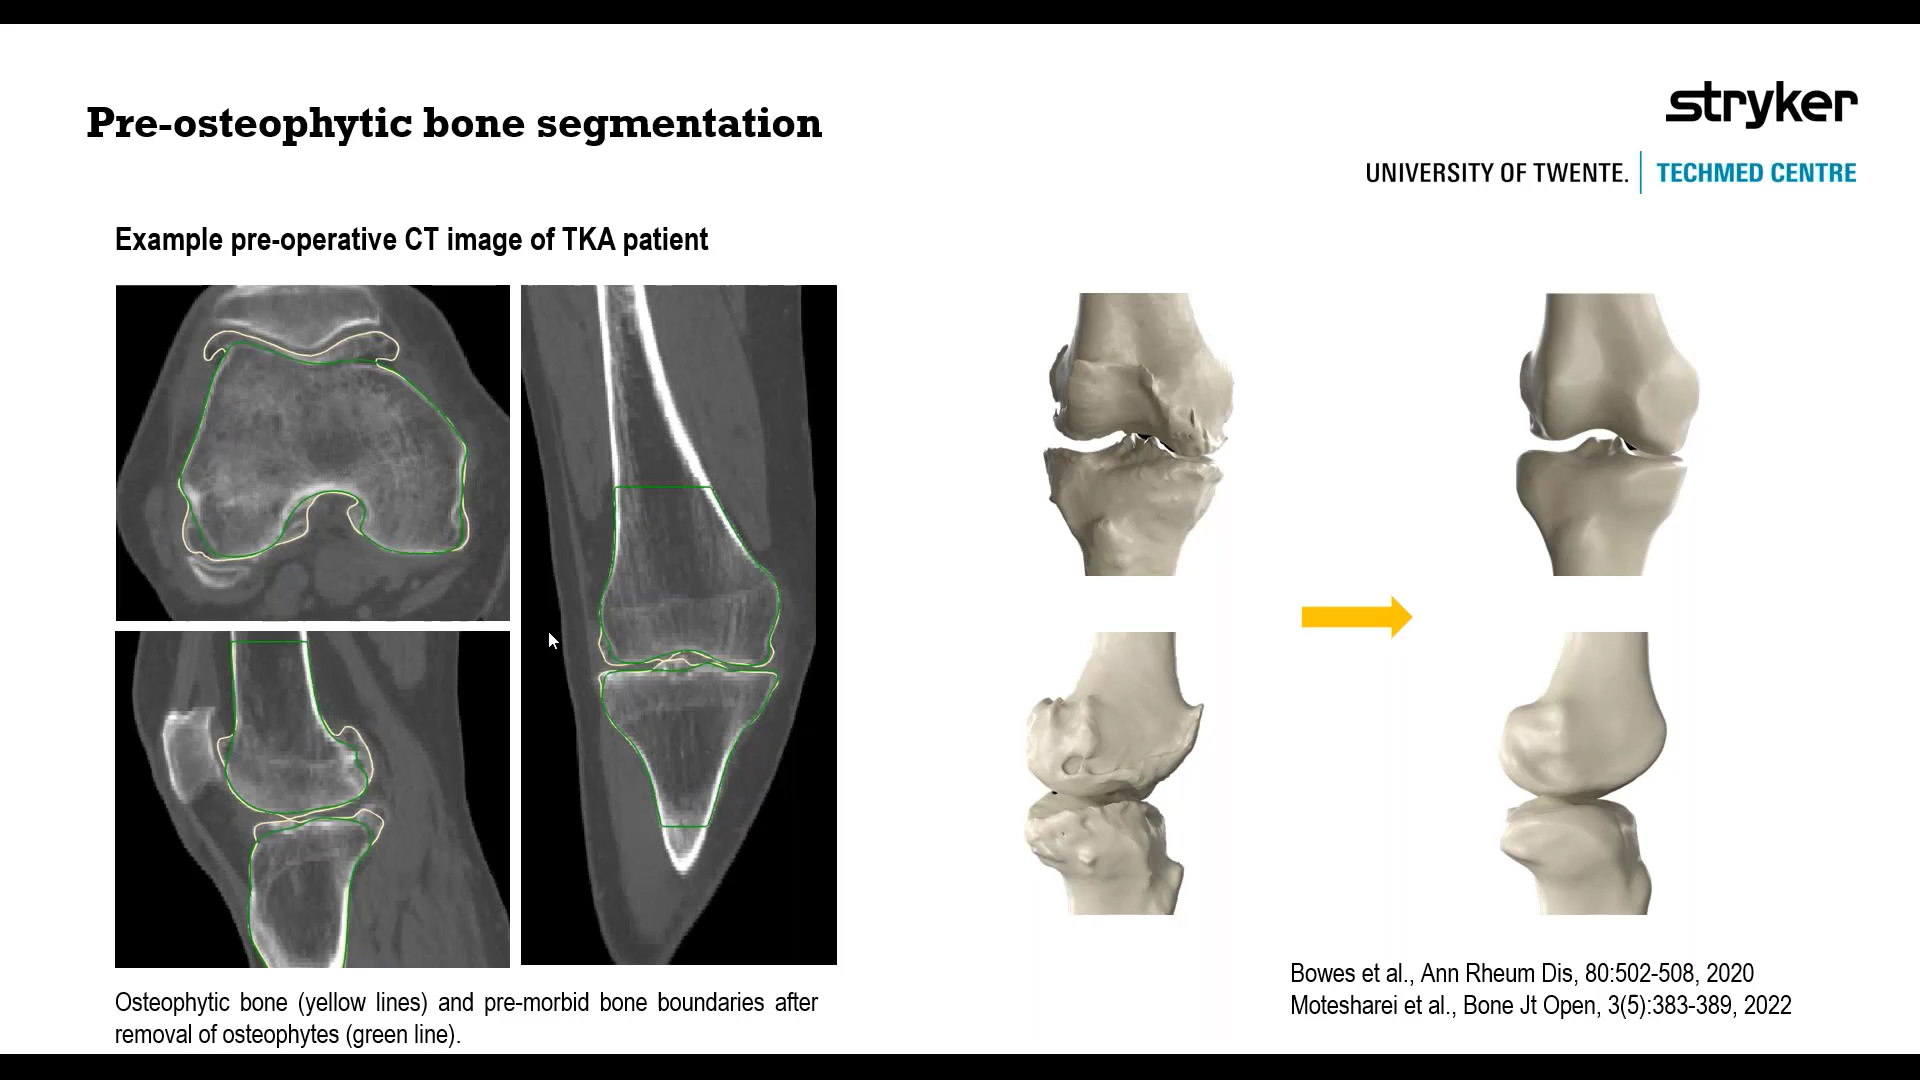 Pre-osteophytic bone segmentation
stryker
UNIVERSITY OF TWENTE. | TECHMED CENTRE
Example pre-operative CT image of TKA patient
Osteophytic bone (yellow lines) and pre-morbid bone boundaries after
removal of osteophytes (green line).
Bowes et al., Ann Rheum Dis, 80:502-508, 2020
Motesharei et al., Bone Jt Open, 3(5):383-389, 2022